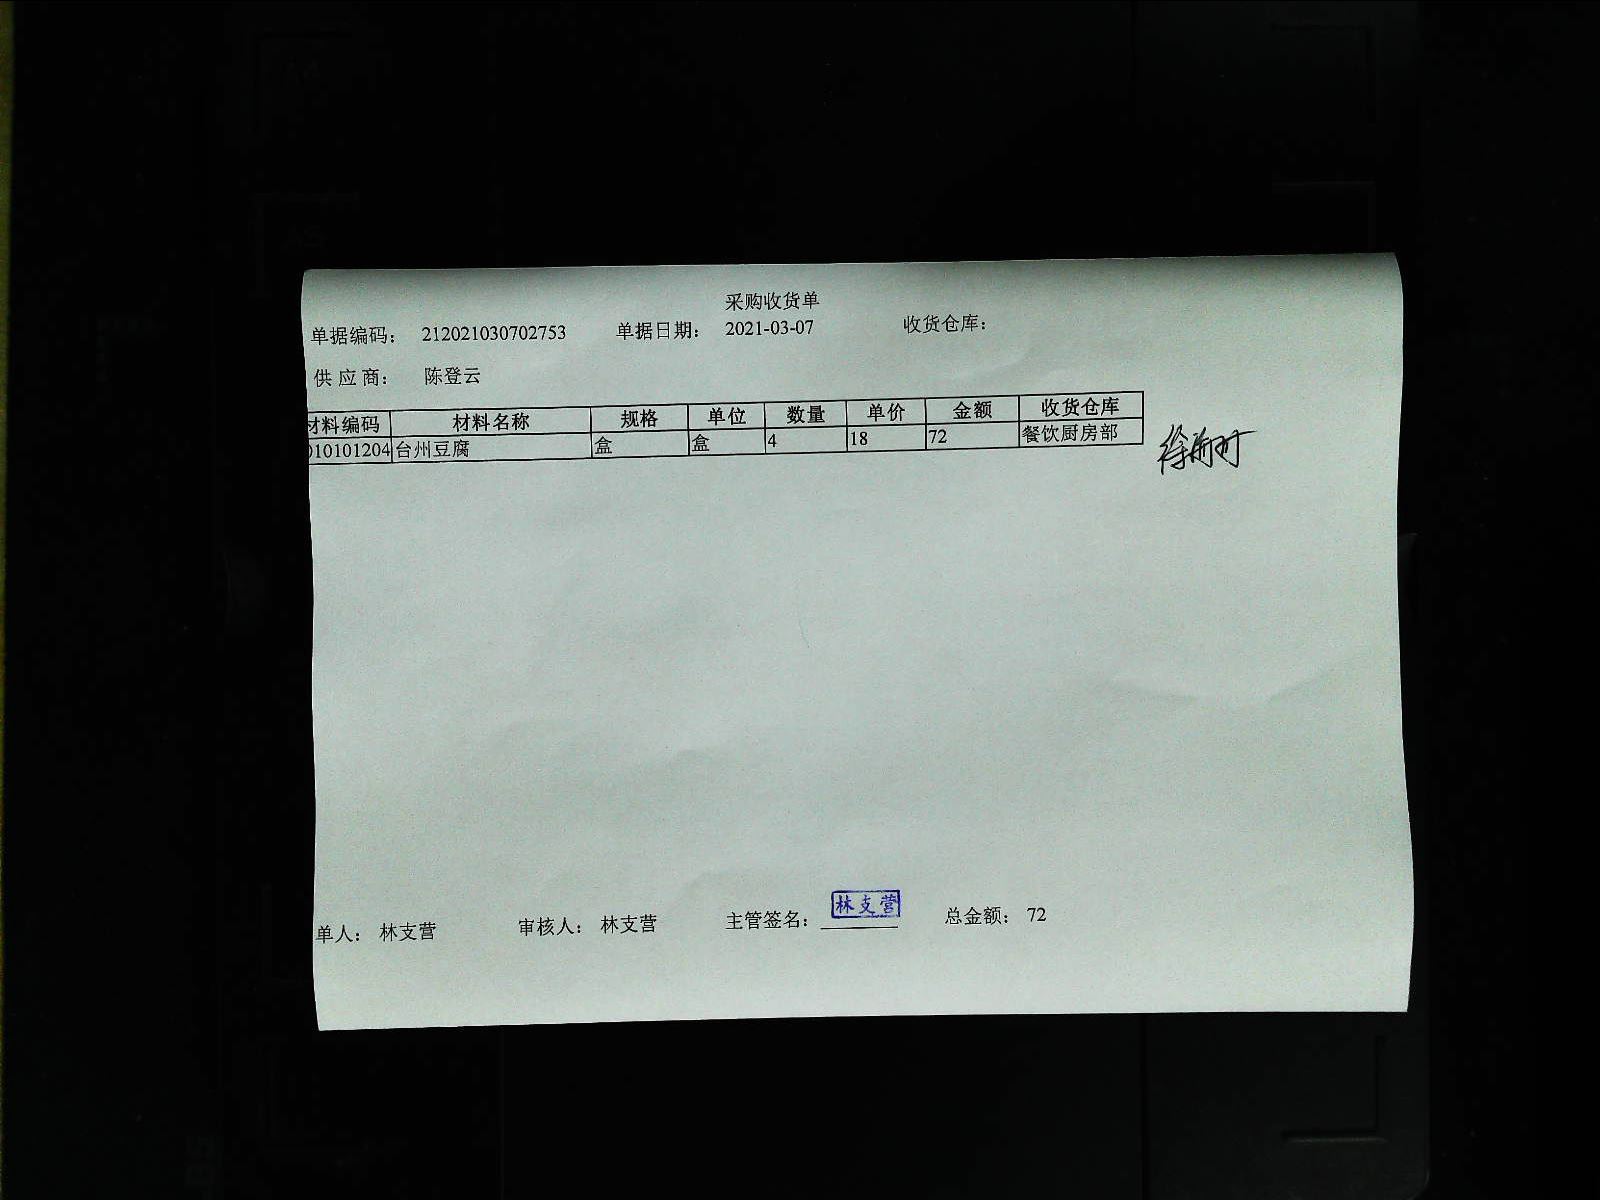 采购收货单
单据编码： 212021030702753 单据日期： 2021-03-07 收货仓库：
供应商： 陈登云
材料编码 材料名称 规格 单位 数量 单价 金额 收货仓库
010101204 台州豆腐 盒 盒 4 18 72 餐饮厨房部
单人： 林支营 审核人： 林支营 主管签名： 林支营 总金额： 72